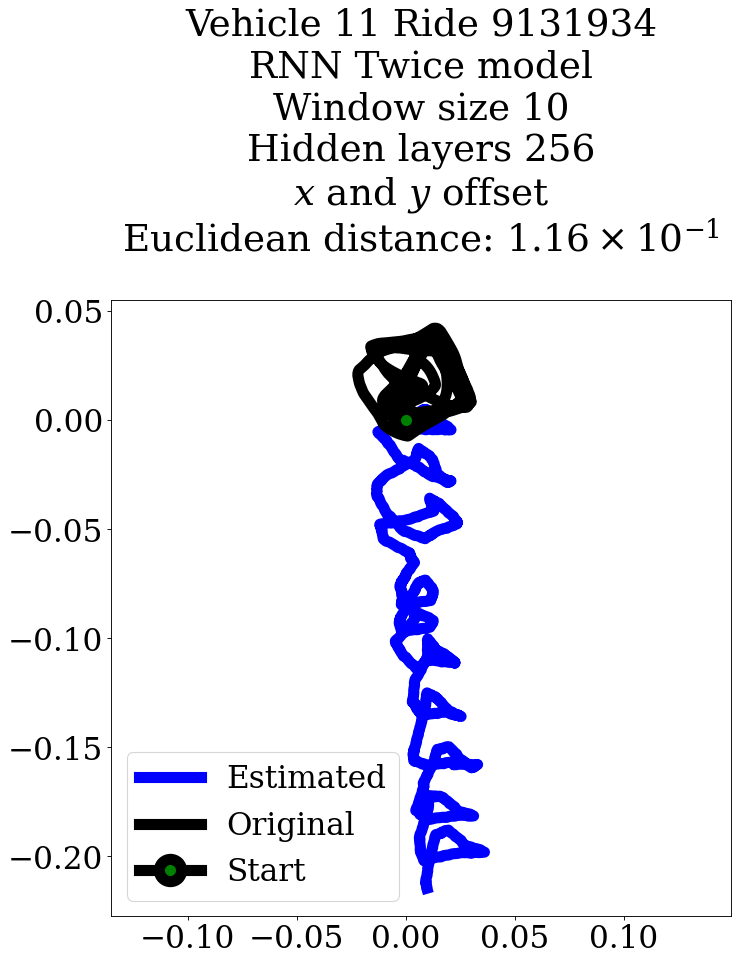 Vehicle 11 Ride 9131934
RNN Twice model
Window size 10
Hidden layers 256
x and y offset
Euclidean distance: 1.16 × 10⁻¹
0.05
0.00
−0.05
−0.10
−0.15
−0.20
Estimated
Original
Start
−0.10 −0.05 0.00 0.05 0.10